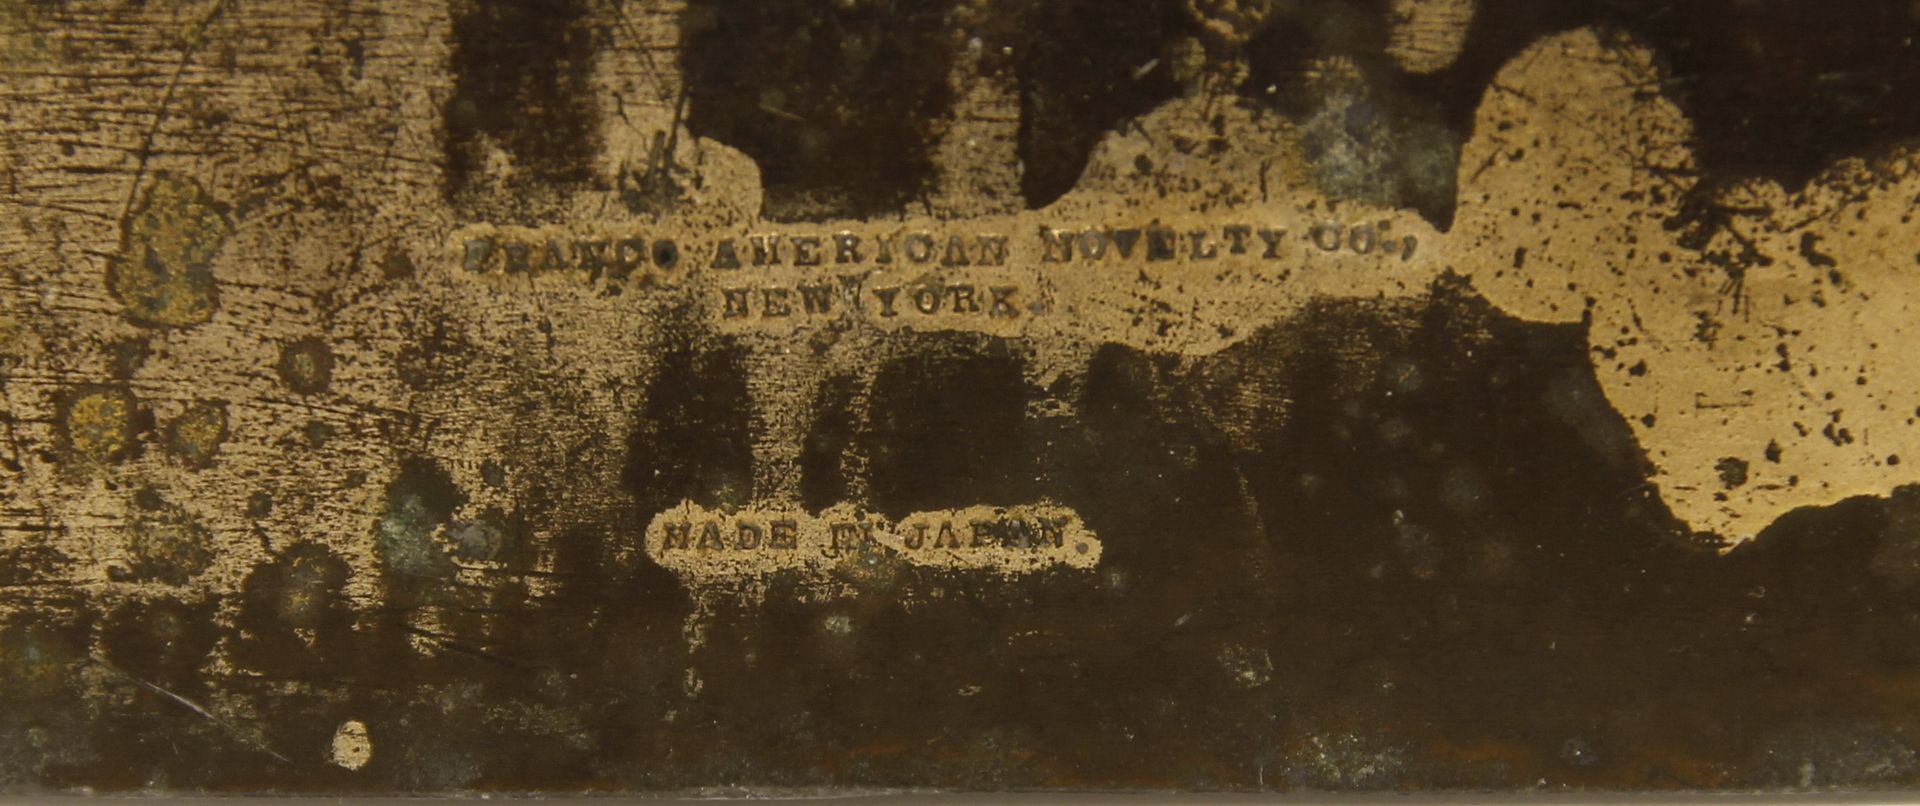 FRANCO AMERICAN NOVELTY CO.,
NEW YORK.
MADE IN JAPAN.